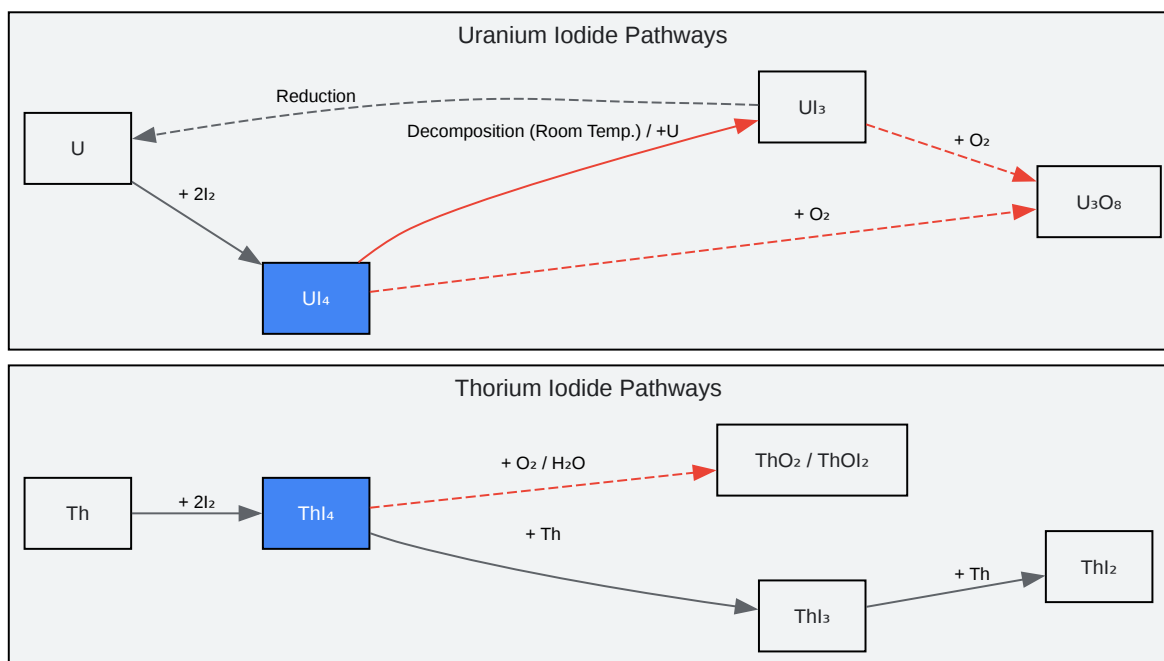 Uranium Iodide Pathways
Reduction
UI₃
Decomposition (Room Temp.) / +U
U
+ O₂
+ 2I₂
U₃O₈
+ O₂
UI₄
Thorium Iodide Pathways
ThO₂ / ThOI₂
+ O₂ / H₂O
Th
+ 2I₂
ThI₄
+ Th
ThI₃
+ Th
ThI₂